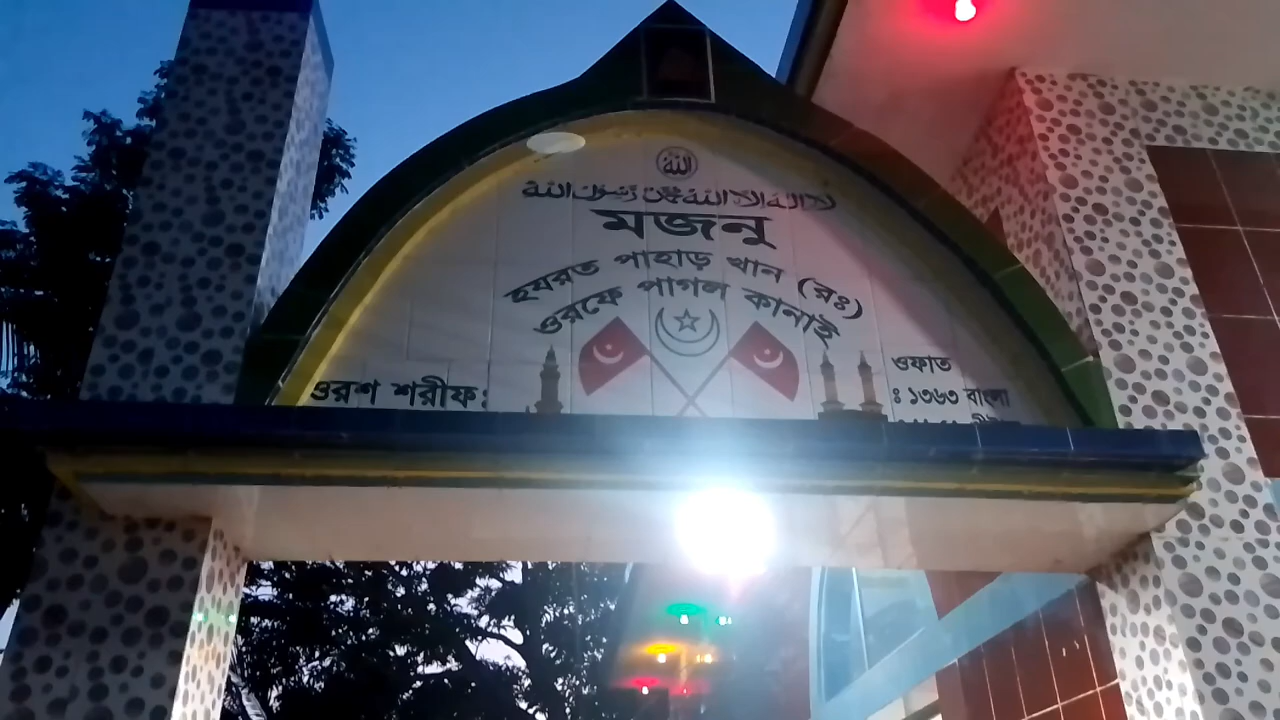 الله
لا اله الا الله محمد رسول الله
মজনু
হযরত পাহাড় খান (রঃ)
ওরফে পাগল কানাই
ওরশ শরীফঃ
ওফাত
ঃ ১৩৬৩ বাংলা